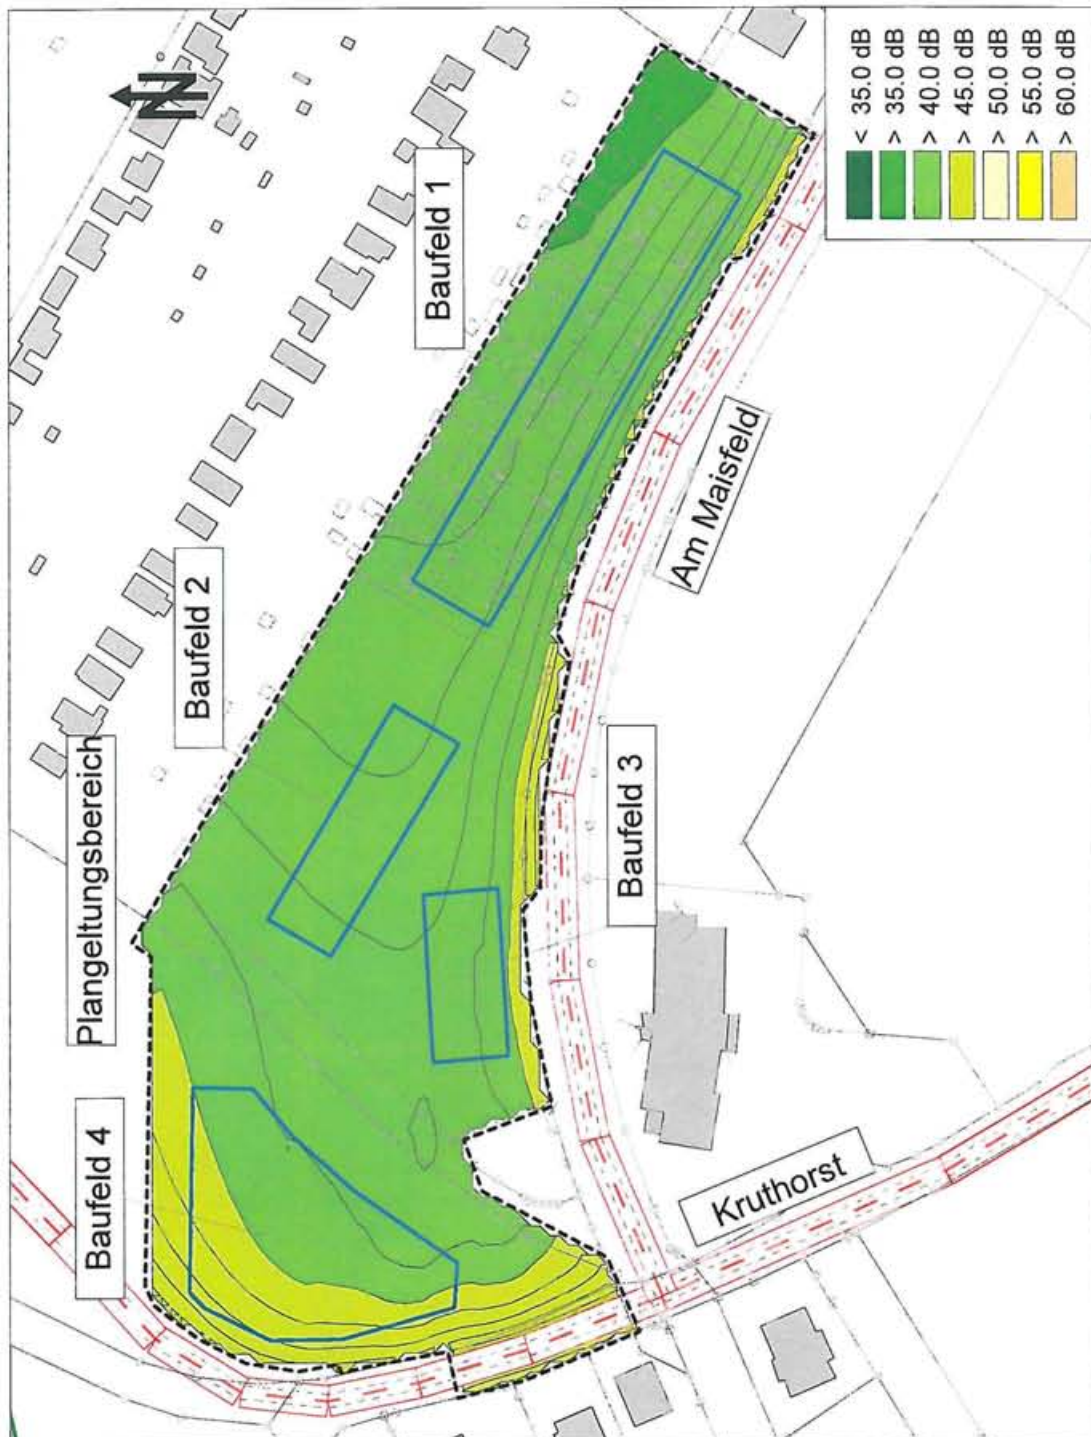 Plangeltungsbereich
Baufeld 4
Baufeld 2
Baufeld 1
Baufeld 3
Kruthorst
Am Maisfeld
N
< 35.0 dB
> 35.0 dB
> 40.0 dB
> 45.0 dB
> 50.0 dB
> 55.0 dB
> 60.0 dB